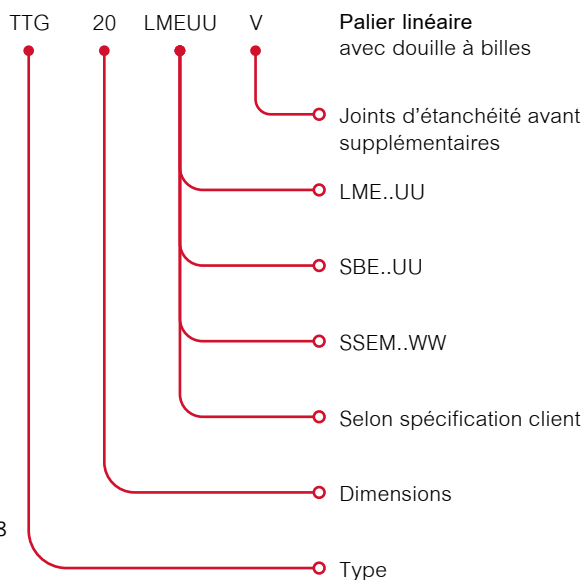 TTG 20 LMEUU V Palier linéaire
avec douille à billes
Joints d’étanchéité avant
supplémentaires
LME..UU
SBE..UU
SSEM..WW
Selon spécification client
Dimensions
8
Type